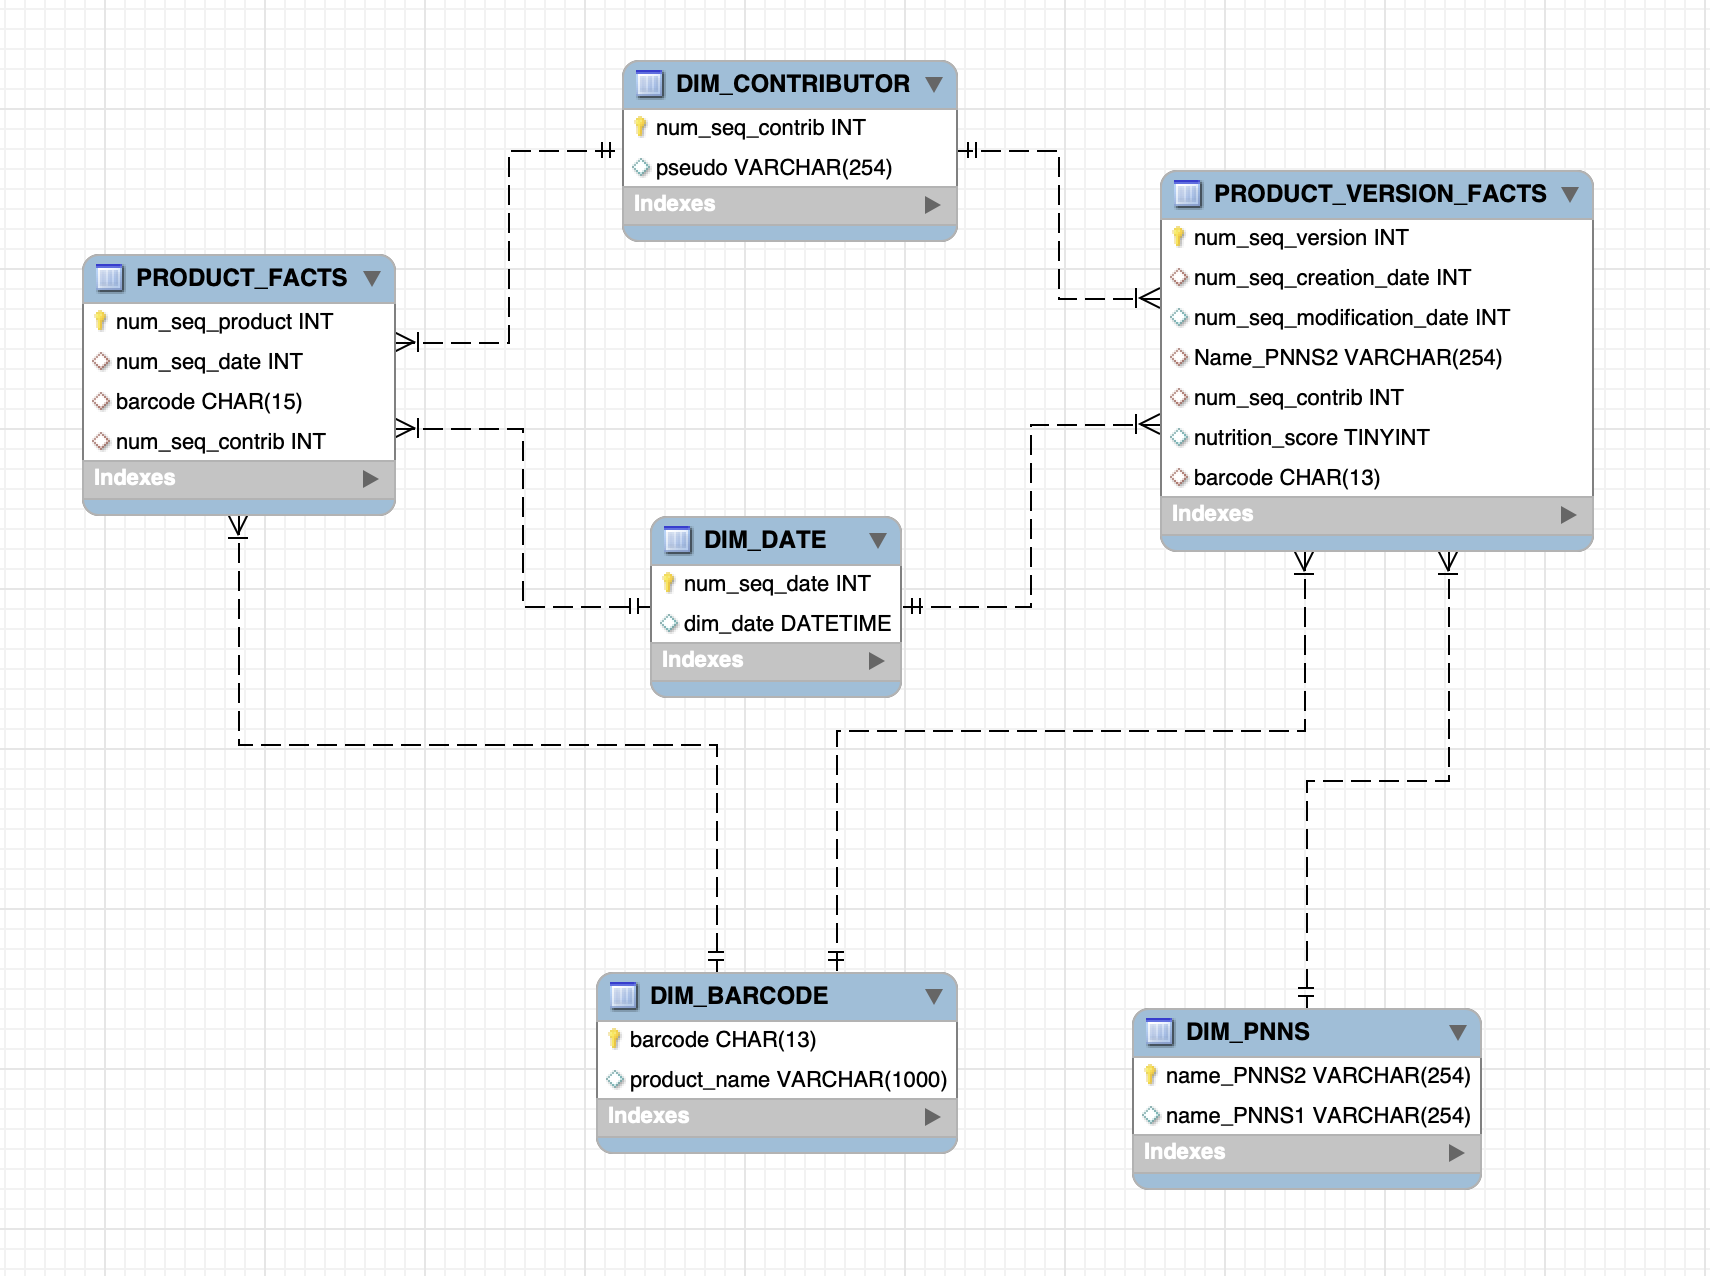 DIM_CONTRIBUTOR
num_seq_contrib INT
pseudo VARCHAR(254)
Indexes
PRODUCT_VERSION_FACTS
num_seq_version INT
num_seq_creation_date INT
num_seq_modification_date INT
Name_PNNS2 VARCHAR(254)
num_seq_contrib INT
nutrition_score TINYINT
barcode CHAR(13)
Indexes
PRODUCT_FACTS
num_seq_product INT
num_seq_date INT
barcode CHAR(15)
num_seq_contrib INT
Indexes
DIM_DATE
num_seq_date INT
dim_date DATETIME
Indexes
DIM_BARCODE
barcode CHAR(13)
product_name VARCHAR(1000)
Indexes
DIM_PNNS
name_PNNS2 VARCHAR(254)
name_PNNS1 VARCHAR(254)
Indexes